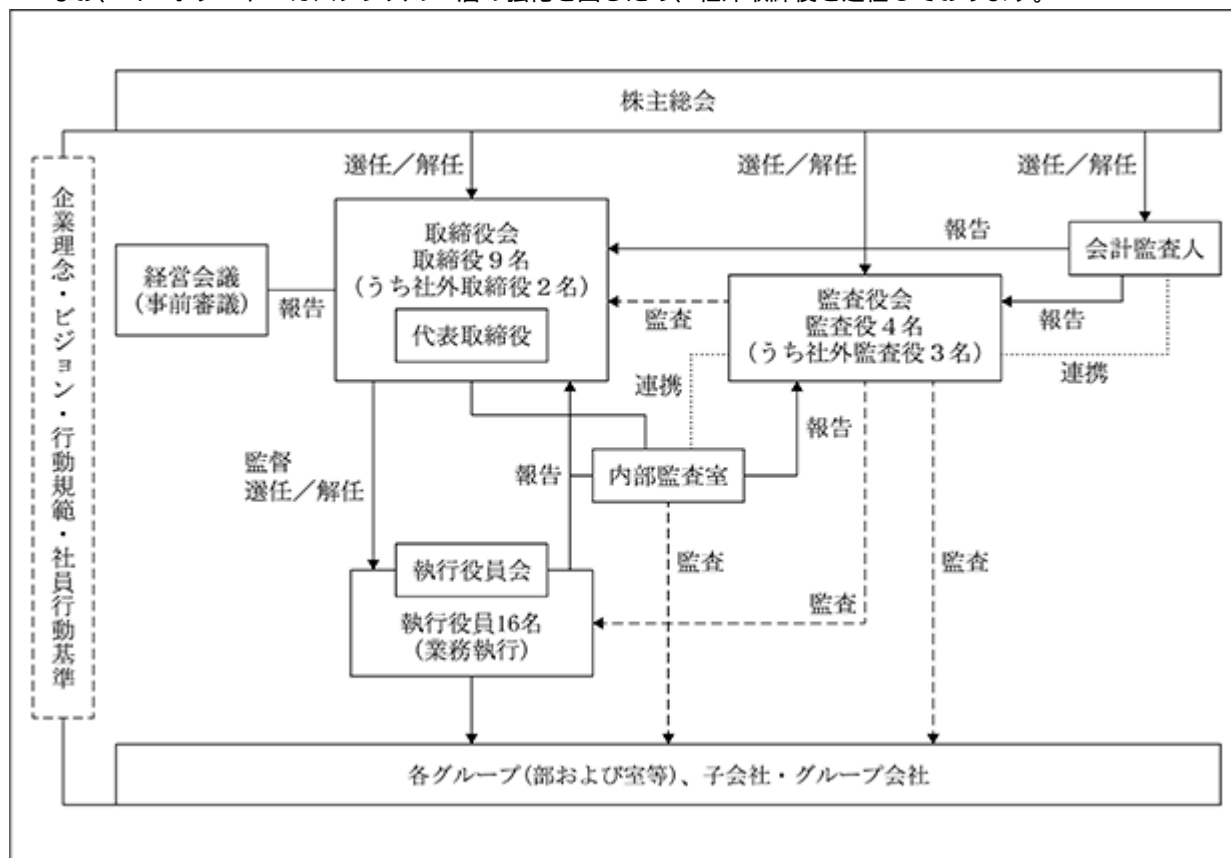 株主総会
選任／解任
選任／解任
選任／解任
企業理念・ビジョン・行動規範・社員行動基準
取締役会
取締役９名
（うち社外取締役２名）
代表取締役
経営会議
（事前審議）
報告
報告
会計監査人
監査役会
監査役４名
（うち社外監査役３名）
監査
報告
連携
連携
報告
監督
選任／解任
報告
内部監査室
執行役員会
執行役員16名
（業務執行）
監査
監査
監査
各グループ（部および室等）、子会社・グループ会社